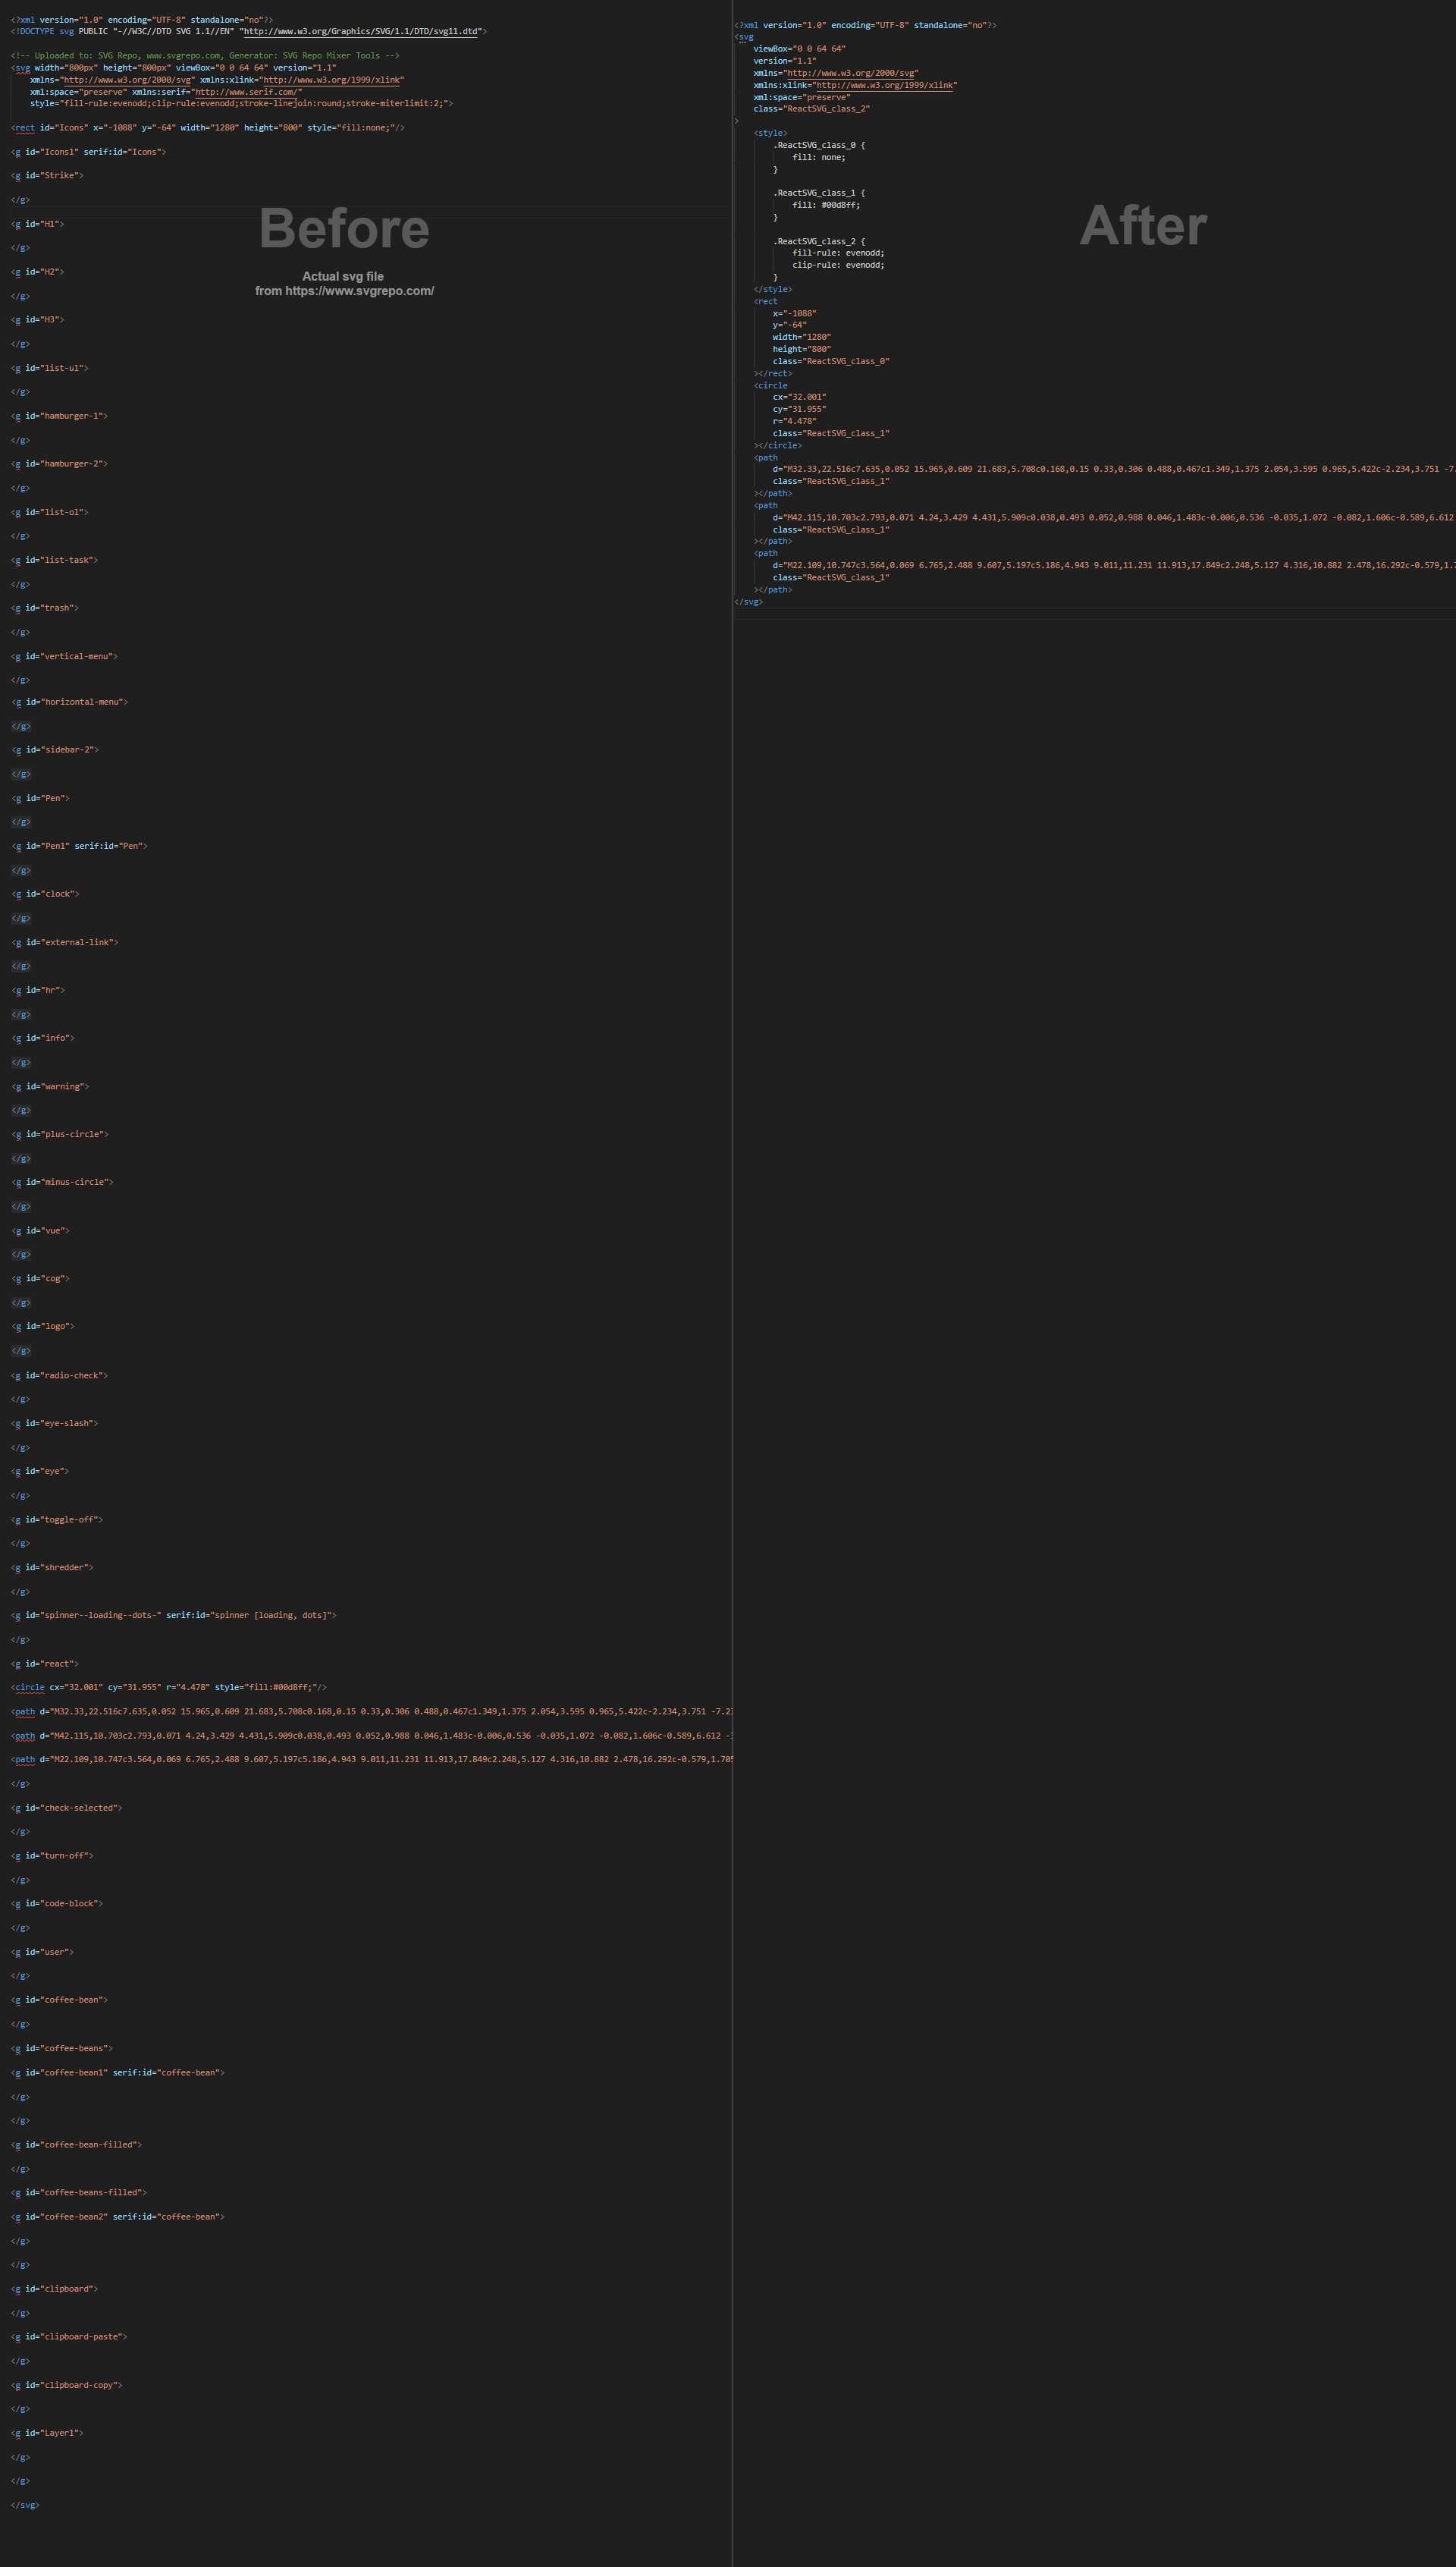 <?xml version="1.0" encoding="UTF-8" standalone="no"?>
<!DOCTYPE svg PUBLIC "-//W3C//DTD SVG 1.1//EN" "http://www.w3.org/Graphics/SVG/1.1/DTD/svg11.dtd">
<!-- Uploaded to: SVG Repo, www.svgrepo.com, Generator: SVG Repo Mixer Tools -->
<svg width="800px" height="800px" viewBox="0 0 64 64" version="1.1"
xmlns="http://www.w3.org/2000/svg" xmlns:xlink="http://www.w3.org/1999/xlink"
xml:space="preserve" xmlns:serif="http://www.serif.com/"
style="fill-rule:evenodd;clip-rule:evenodd;stroke-linejoin:round;stroke-miterlimit:2;">
<rect id="Icons" x="-1088" y="-64" width="1280" height="800" style="fill:none;"/>
<g id="Icons1" serif:id="Icons">
<g id="Strike">
</g>
<g id="H1">
</g>
<g id="H2">
</g>
<g id="H3">
</g>
<g id="list-ul">
</g>
<g id="hamburger-1">
</g>
<g id="hamburger-2">
</g>
<g id="list-ol">
</g>
<g id="list-task">
</g>
<g id="trash">
</g>
<g id="vertical-menu">
</g>
<g id="horizontal-menu">
</g>
<g id="sidebar-2">
</g>
<g id="Pen">
</g>
<g id="Pen1" serif:id="Pen">
</g>
<g id="clock">
</g>
<g id="external-link">
</g>
<g id="hr">
</g>
<g id="info">
</g>
<g id="warning">
</g>
<g id="plus-circle">
</g>
<g id="minus-circle">
</g>
<g id="vue">
</g>
<g id="cog">
</g>
<g id="logo">
</g>
<g id="radio-check">
</g>
<g id="eye-slash">
</g>
<g id="eye">
</g>
<g id="toggle-off">
</g>
<g id="shredder">
</g>
<g id="spinner--loading--dots-" serif:id="spinner [loading, dots]">
</g>
<g id="react">
<circle cx="32.001" cy="31.955" r="4.478" style="fill:#00d8ff;"/>
<path d="M32.33,22.516c7.635,0.052 15.965,0.609 21.683,5.708c0.168,0.15 0.33,0.306 0.488,0.467c1.349,1.375 2.054,3.595 0.965,5.422c-2.234,3.751 -7.23
<path d="M42.115,10.703c2.793,0.071 4.24,3.429 4.431,5.909c0.038,0.493 0.052,0.988 0.046,1.483c-0.006,0.536 -0.035,1.072 -0.082,1.606c-0.589,6.612 -3
<path d="M22.109,10.747c3.564,0.069 6.765,2.488 9.607,5.197c5.186,4.943 9.011,11.231 11.913,17.849c2.248,5.127 4.316,10.882 2.478,16.292c-0.579,1.705
</g>
<g id="check-selected">
</g>
<g id="turn-off">
</g>
<g id="code-block">
</g>
<g id="user">
</g>
<g id="coffee-bean">
</g>
<g id="coffee-beans">
<g id="coffee-bean1" serif:id="coffee-bean">
</g>
</g>
<g id="coffee-bean-filled">
</g>
<g id="coffee-beans-filled">
<g id="coffee-bean2" serif:id="coffee-bean">
</g>
</g>
<g id="clipboard">
</g>
<g id="clipboard-paste">
</g>
<g id="clipboard-copy">
</g>
<g id="Layer1">
</g>
</g>
</svg>
Before
Actual svg file
from https://www.svgrepo.com/
<?xml version="1.0" encoding="UTF-8" standalone="no"?>
<svg
viewBox="0 0 64 64"
version="1.1"
xmlns="http://www.w3.org/2000/svg"
xmlns:xlink="http://www.w3.org/1999/xlink"
xml:space="preserve"
class="ReactSVG_class_2"
>
<style>
.ReactSVG_class_0 {
fill: none;
}
.ReactSVG_class_1 {
fill: #00d8ff;
}
.ReactSVG_class_2 {
fill-rule: evenodd;
clip-rule: evenodd;
}
</style>
<rect
x="-1088"
y="-64"
width="1280"
height="800"
class="ReactSVG_class_0"
></rect>
<circle
cx="32.001"
cy="31.955"
r="4.478"
class="ReactSVG_class_1"
></circle>
<path
d="M32.33,22.516c7.635,0.052 15.965,0.609 21.683,5.708c0.168,0.15 0.33,0.306 0.488,0.467c1.349,1.375 2.054,3.595 0.965,5.422c-2.234,3.751 -7.
class="ReactSVG_class_1"
></path>
<path
d="M42.115,10.703c2.793,0.071 4.24,3.429 4.431,5.909c0.038,0.493 0.052,0.988 0.046,1.483c-0.006,0.536 -0.035,1.072 -0.082,1.606c-0.589,6.612
class="ReactSVG_class_1"
></path>
<path
d="M22.109,10.747c3.564,0.069 6.765,2.488 9.607,5.197c5.186,4.943 9.011,11.231 11.913,17.849c2.248,5.127 4.316,10.882 2.478,16.292c-0.579,1.7
class="ReactSVG_class_1"
></path>
</svg>
After